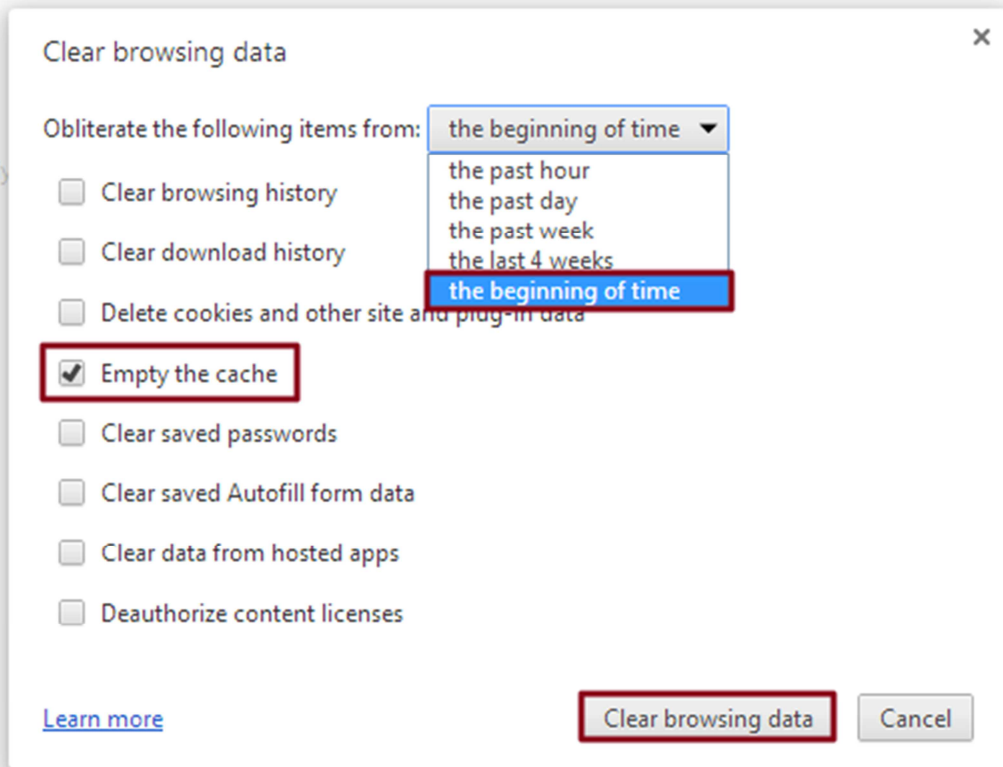 Clear browsing data
Obliterate the following items from: the beginning of time
the past hour
Clear browsing history
the past day
the past week
Clear download history
the last 4 weeks
the beginning of time
Delete cookies and other site and plug-in data
Empty the cache
Clear saved passwords
Clear saved Autofill form data
Clear data from hosted apps
Deauthorize content licenses
Learn more Clear browsing data Cancel